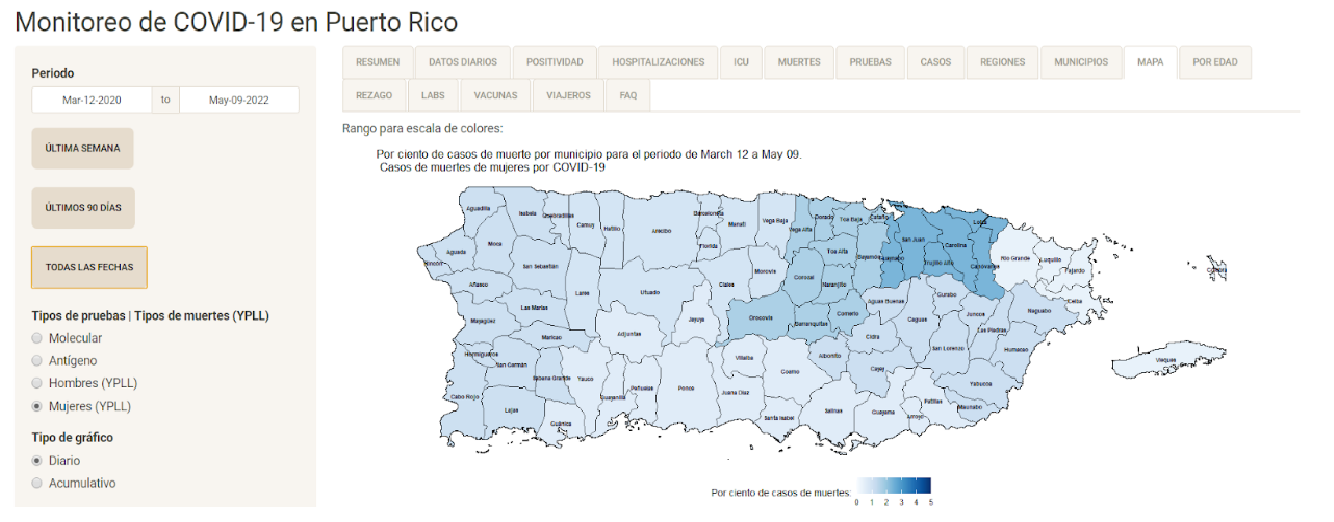 Monitoreo de COVID-19 en Puerto Rico
Periodo
Mar-12-2020 to May-09-2022
ÚLTIMA SEMANA
ÚLTIMOS 90 DÍAS
TODAS LAS FECHAS
Tipos de pruebas | Tipos de muertes (YPLL)
Molecular
Antígeno
Hombres (YPLL)
Mujeres (YPLL)
Tipo de gráfico
Diario
Acumulativo
RESUMEN DATOS DIARIOS POSITIVIDAD HOSPITALIZACIONES ICU MUERTES PRUEBAS CASOS REGIONES MUNICIPIOS MAPA POR EDAD
REZAGO LABS VACUNAS VIAJEROS FAQ
Rango para escala de colores:
Por ciento de casos de muerte por municipio para el periodo de March 12 a May 09.
Casos de muertes de mujeres por COVID-19
Aguadilla
Isabela
Quebradillas
Camuy
Hatillo
Arecibo
Barceloneta
Manatí
Vega Baja
Vega Alta
Dorado
Toa Baja
Cataño
San Juan
Loíza
Carolina
Moca
Aguada
Rincón
Florida
Toa Alta
Bayamón
Guaynabo
Trujillo Alto
Canóvanas
Río Grande
Luquillo
Fajardo
Culebra
San Sebastián
Morovis
Corozal
Naranjito
Añasco
Lares
Utuado
Ciales
Aguas Buenas
Gurabo
Ceiba
Las Marías
Mayagüez
Jayuya
Orocovis
Barranquitas
Comerío
Caguas
Juncos
Naguabo
Maricao
Adjuntas
Cidra
Las Piedras
San Lorenzo
Humacao
Hormigueros
San Germán
Villalba
Aibonito
Cayey
Vieques
Sabana Grande
Yauco
Peñuelas
Ponce
Juana Díaz
Coamo
Yabucoa
Cabo Rojo
Lajas
Guánica
Guayanilla
Santa Isabel
Salinas
Guayama
Arroyo
Patillas
Maunabo
Por ciento de casos de muertes:
0 1 2 3 4 5